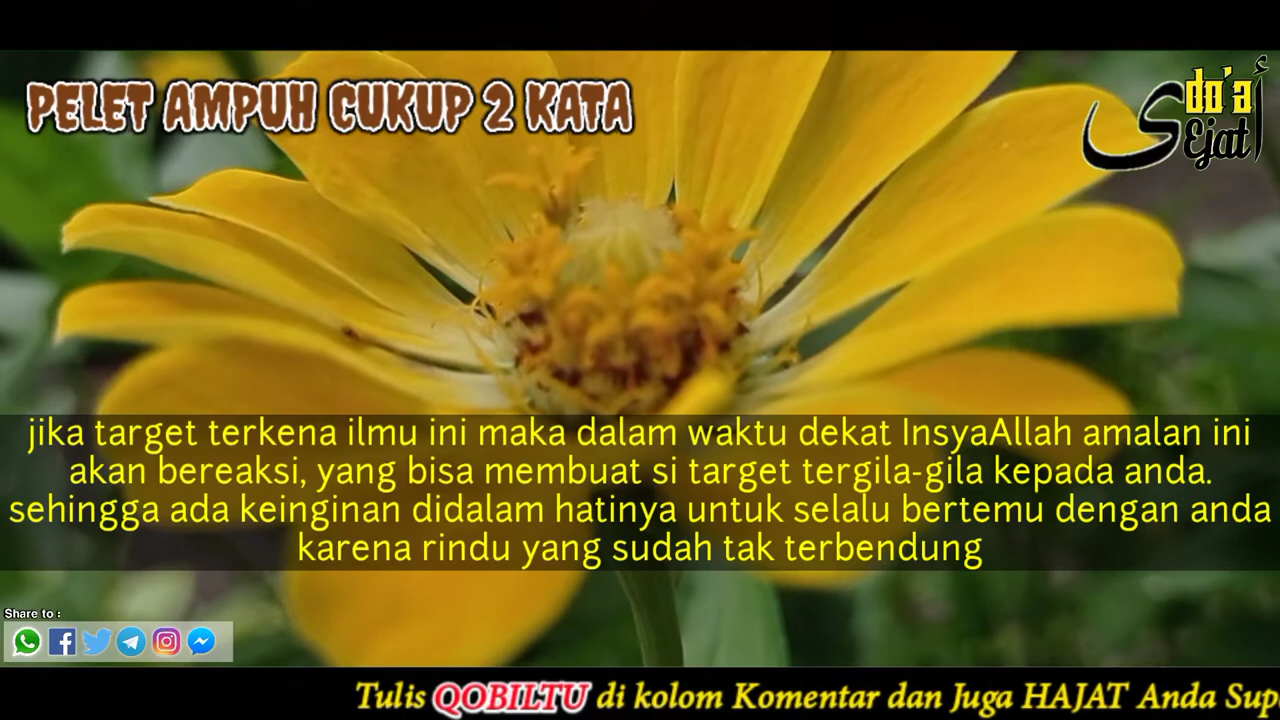 PELET AMPUH CUKUP 2 KATA
do'a
Ejati
jika target terkena ilmu ini maka dalam waktu dekat InsyaAllah amalan ini
akan bereaksi, yang bisa membuat si target tergila-gila kepada anda.
sehingga ada keinginan didalam hatinya untuk selalu bertemu dengan anda
karena rindu yang sudah tak terbendung
Share to :
Tulis QOBILTU di kolom Komentar dan Juga HAJAT Anda Sup